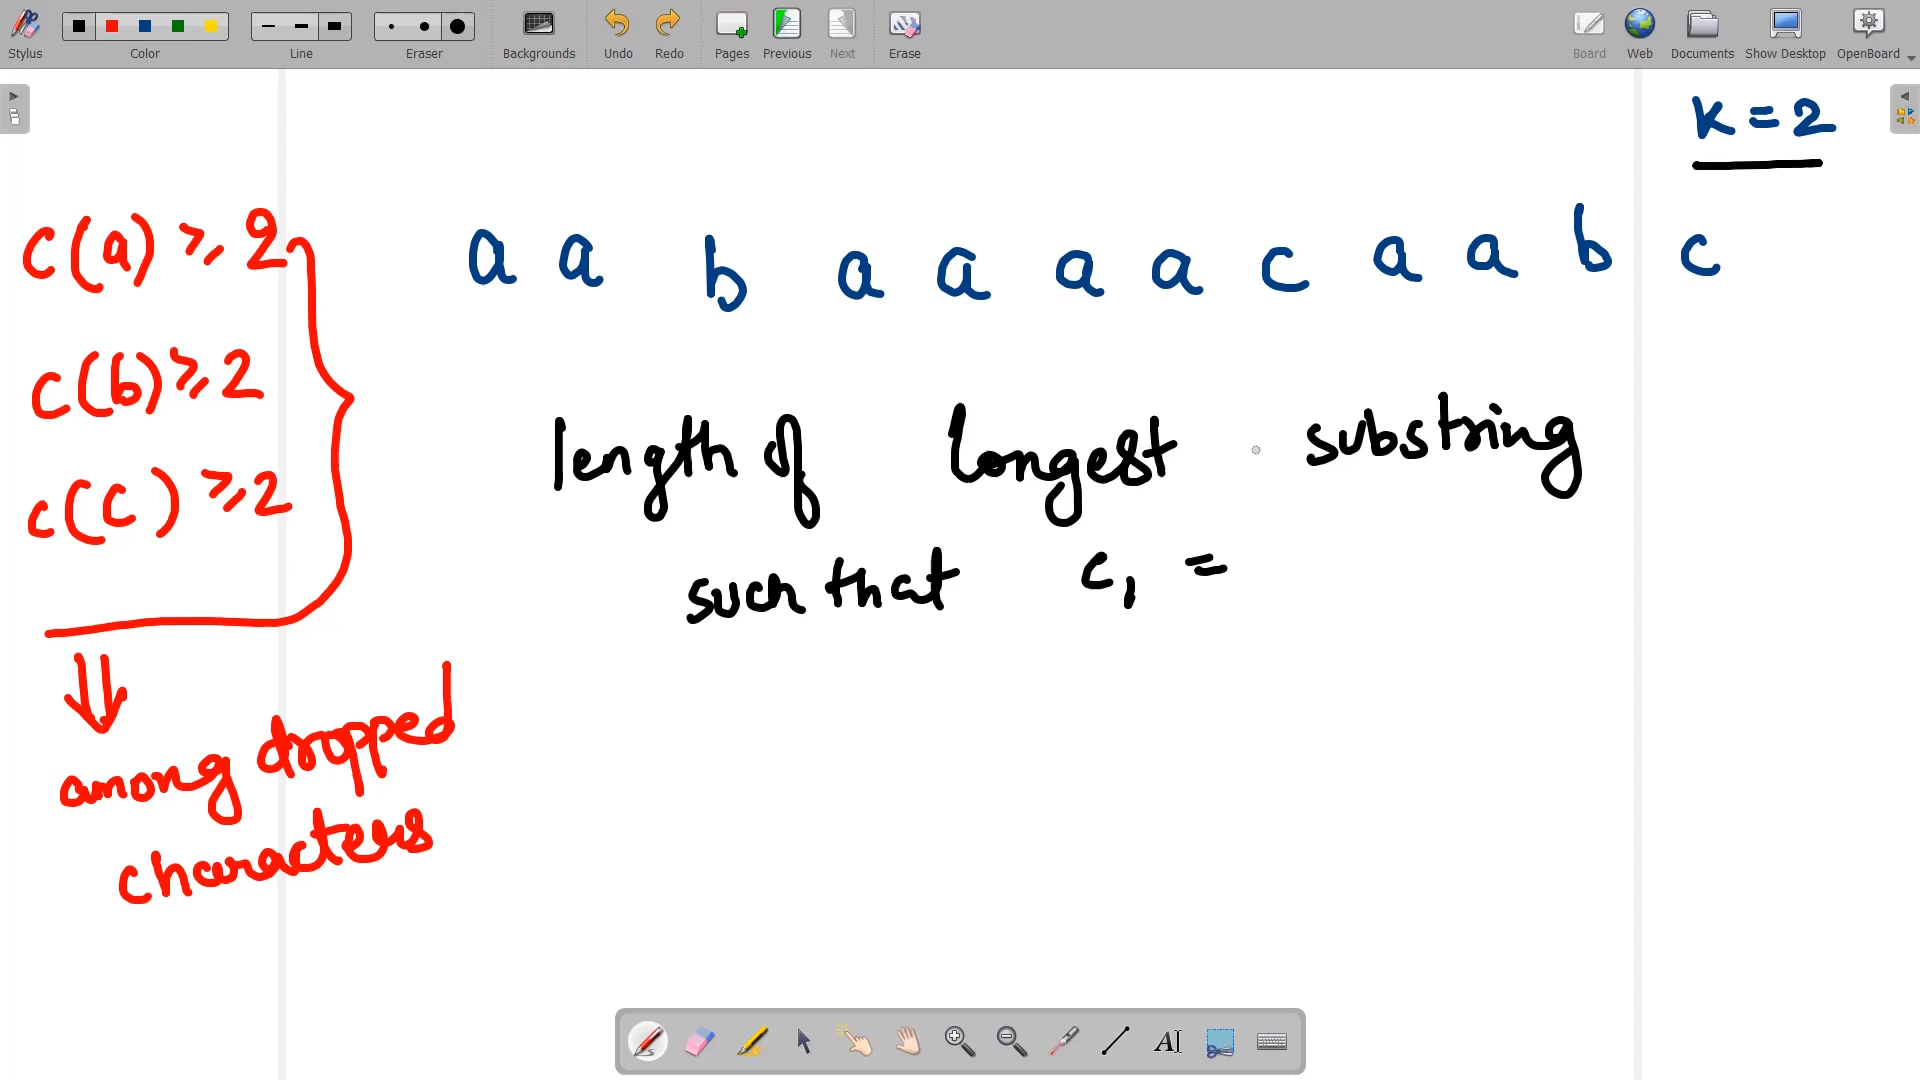 Stylus
Color
Line
Eraser
Backgrounds
Undo
Redo
Pages
Previous
Next
Erase
Board
Web
Documents
Show Desktop
OpenBoard
K = 2
c(a) ≥ 2
a a b a a a a c a a b c
c(b) ≥ 2
c(c) ≥ 2
length of longest substring
such that c, =
among dropped
characters
AI